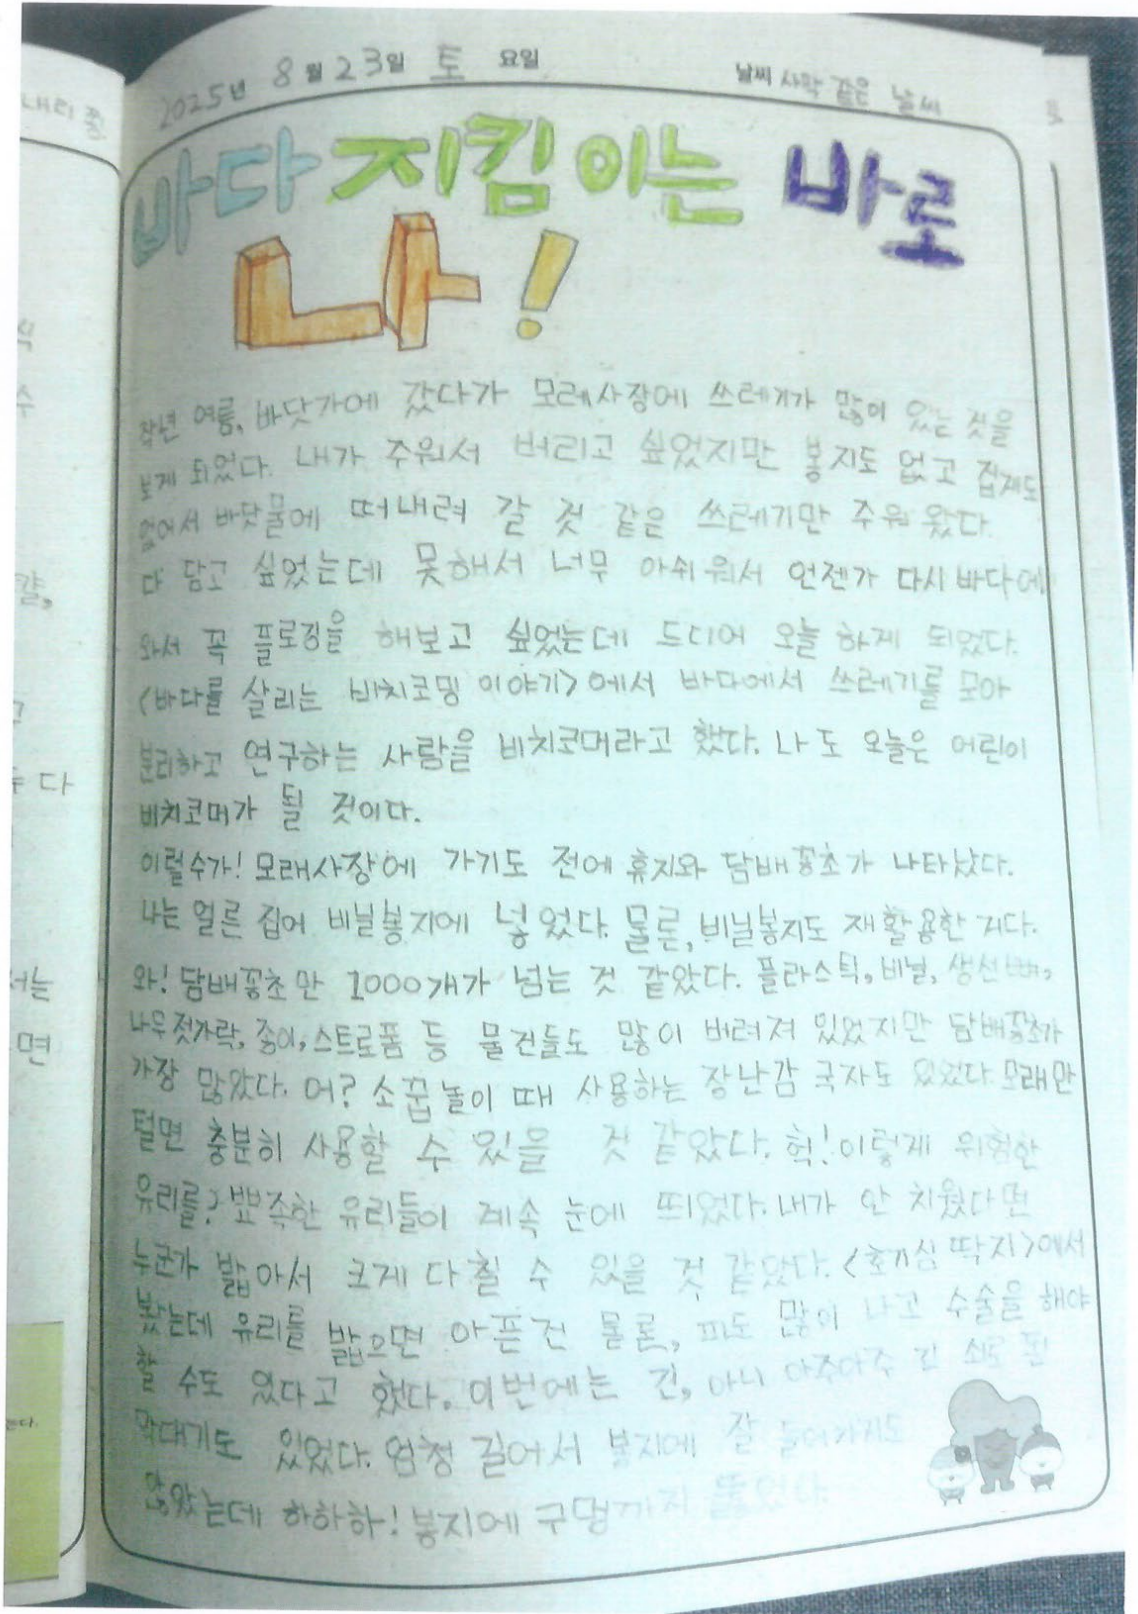 2025년 8월 23일 토 요일 날씨 사막 같은 날씨
바다 지킴이는 바로
나!
작년 여름, 바닷가에 갔다가 모레사장에 쓰레기가 많이 있는 것을
보게 되었다. 내가 주워서 버리고 싶었지만 봉지도 없고 집게도
없어서 바닷물에 떠내려 갈 것 같은 쓰레기만 주워 왔다.
다 담고 싶었는데 못해서 너무 아쉬워서 언젠가 다시 바다에
와서 꼭 플로깅을 해보고 싶었는데 드디어 오늘 하게 되었다.
<바다를 살리는 비치코밍 이야기>에서 바다에서 쓰레기를 모아
분리하고 연구하는 사람을 비치코머라고 했다. 나도 오늘은 어린이
비치코머가 될 것이다.
이럴수가! 모래사장에 가기도 전에 휴지와 담배꽁초가 나타났다.
나는 얼른 집어 비닐봉지에 넣었다. 물론, 비닐봉지도 재활용한 거다.
와! 담배꽁초만 1000개가 넘는 것 같았다. 플라스틱, 비닐, 생선뼈,
나무젓가락, 종이, 스트로폼 등 물건들도 많이 버려져 있었지만 담배꽁초가
가장 많았다. 어? 소꿉놀이 때 사용하는 장난감 국자도 있었다. 모래만
털면 충분히 사용할 수 있을 것 같았다. 헉! 이렇게 위험한
유리를? 뾰족한 유리들이 계속 눈에 띄었다. 내가 안 치웠다면
누군가 밟아서 크게 다칠 수 있을 것 같았다. <호기심 딱지>에서
봤는데 유리를 밟으면 아픈건 물론, 피도 많이 나고 수술을 해야
할 수도 있다고 했다. 이번에는 긴, 아니 아주아주 긴 쇠로 된
막대기도 있었다. 엄청 길어서 봉지에 잘 들어가지도
않았는데 하하하! 봉지에 구멍까지 뚫었다.
내리 쭝
수
두다
서는
면